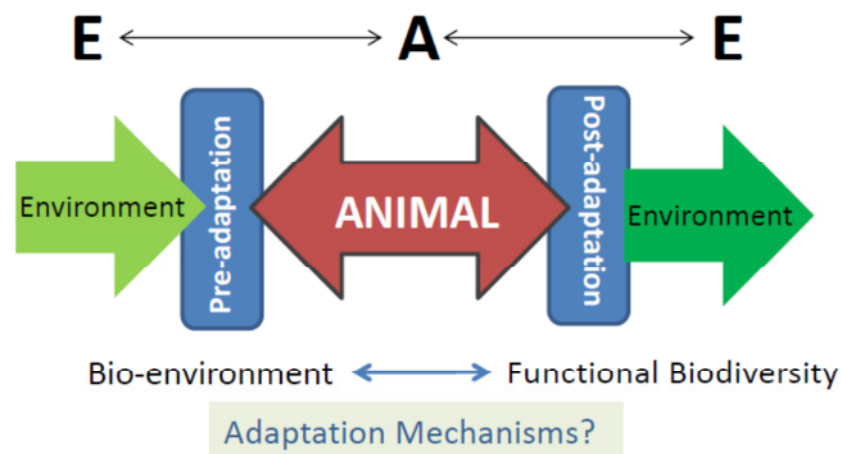 E A E
Environment
Pre-adaptation
ANIMAL
Post-adaptation
Environment
Bio-environment Functional Biodiversity
Adaptation Mechanisms?